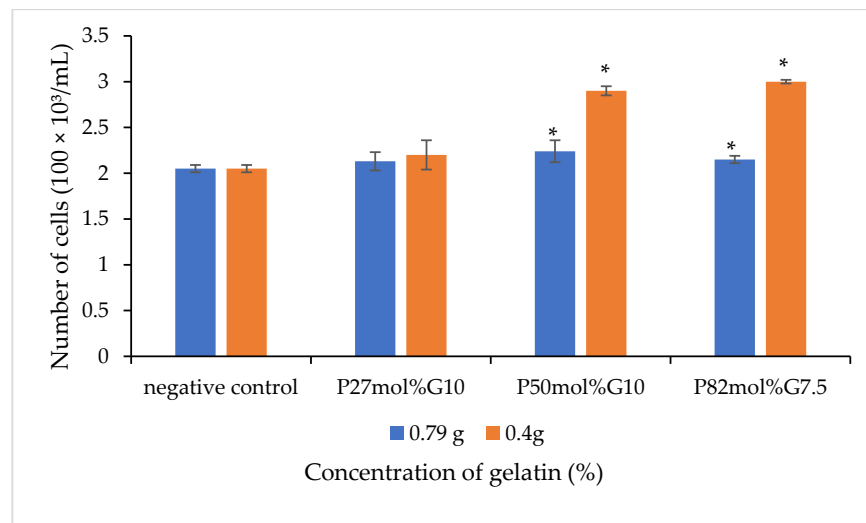 Number of cells (100 × 10³/mL)
3.5
3
2.5
2
1.5
1
0.5
0
* * * *
negative control P27mol%G10 P50mol%G10 P82mol%G7.5
0.79 g 0.4g
Concentration of gelatin (%)